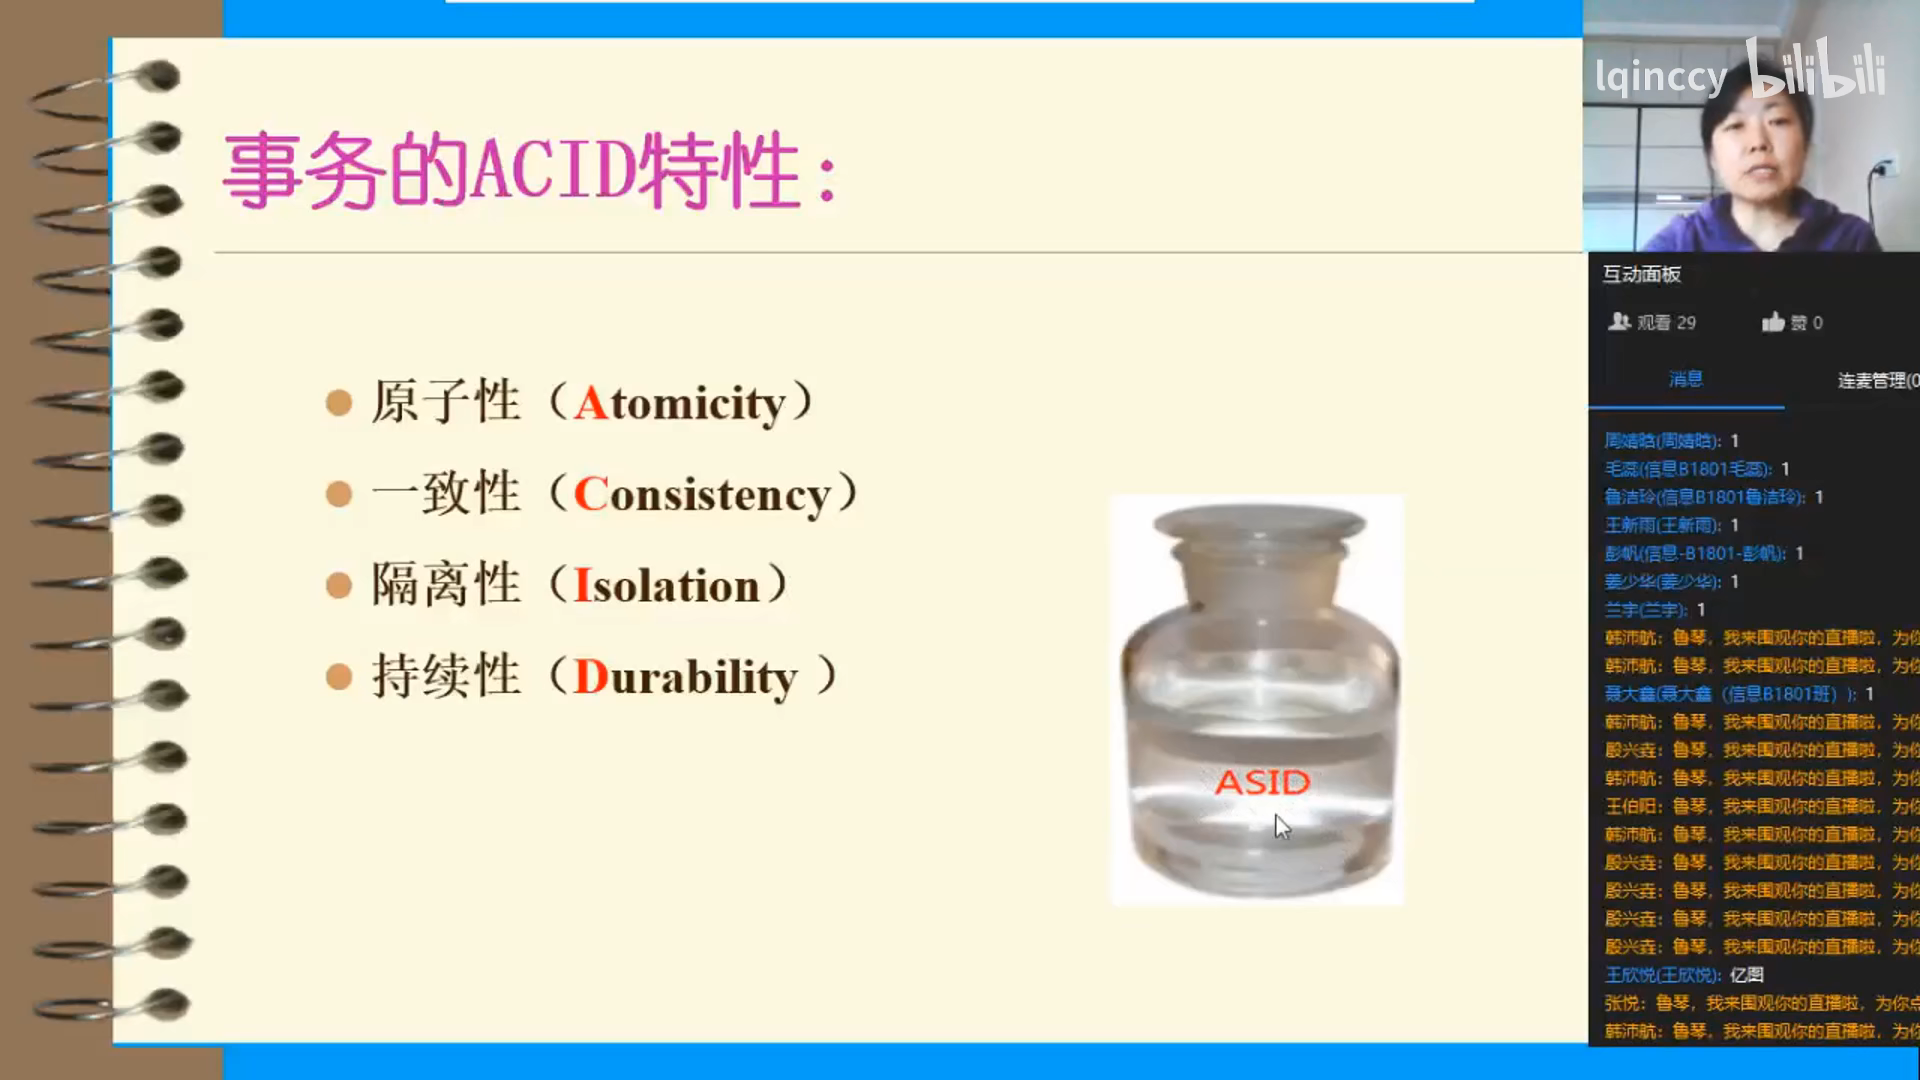 事务的ACID特性：
原子性（Atomicity）
一致性（Consistency）
隔离性（Isolation）
持续性（Durability ）
ASID
lqinccy bilibili
互动面板
观看 29 赞 0
消息 连麦管理(0
周婧晗(周婧晗): 1
毛蕊(信息B1801毛蕊): 1
鲁洁玲(信息B1801鲁洁玲): 1
王新雨(王新雨): 1
彭帆(信息-B1801-彭帆): 1
姜少华(姜少华): 1
兰宇(兰宇): 1
韩沛航: 鲁琴，我来围观你的直播啦，为你
韩沛航: 鲁琴，我来围观你的直播啦，为你
聂大鑫(聂大鑫（信息B1801班）): 1
韩沛航: 鲁琴，我来围观你的直播啦，为你
殷兴垚: 鲁琴，我来围观你的直播啦，为你
韩沛航: 鲁琴，我来围观你的直播啦，为你
王伯阳: 鲁琴，我来围观你的直播啦，为你
韩沛航: 鲁琴，我来围观你的直播啦，为你
殷兴垚: 鲁琴，我来围观你的直播啦，为你
殷兴垚: 鲁琴，我来围观你的直播啦，为你
殷兴垚: 鲁琴，我来围观你的直播啦，为你
殷兴垚: 鲁琴，我来围观你的直播啦，为你
王欣悦(王欣悦): 亿图
张悦: 鲁琴，我来围观你的直播啦，为你点
韩沛航: 鲁琴，我来围观你的直播啦，为你